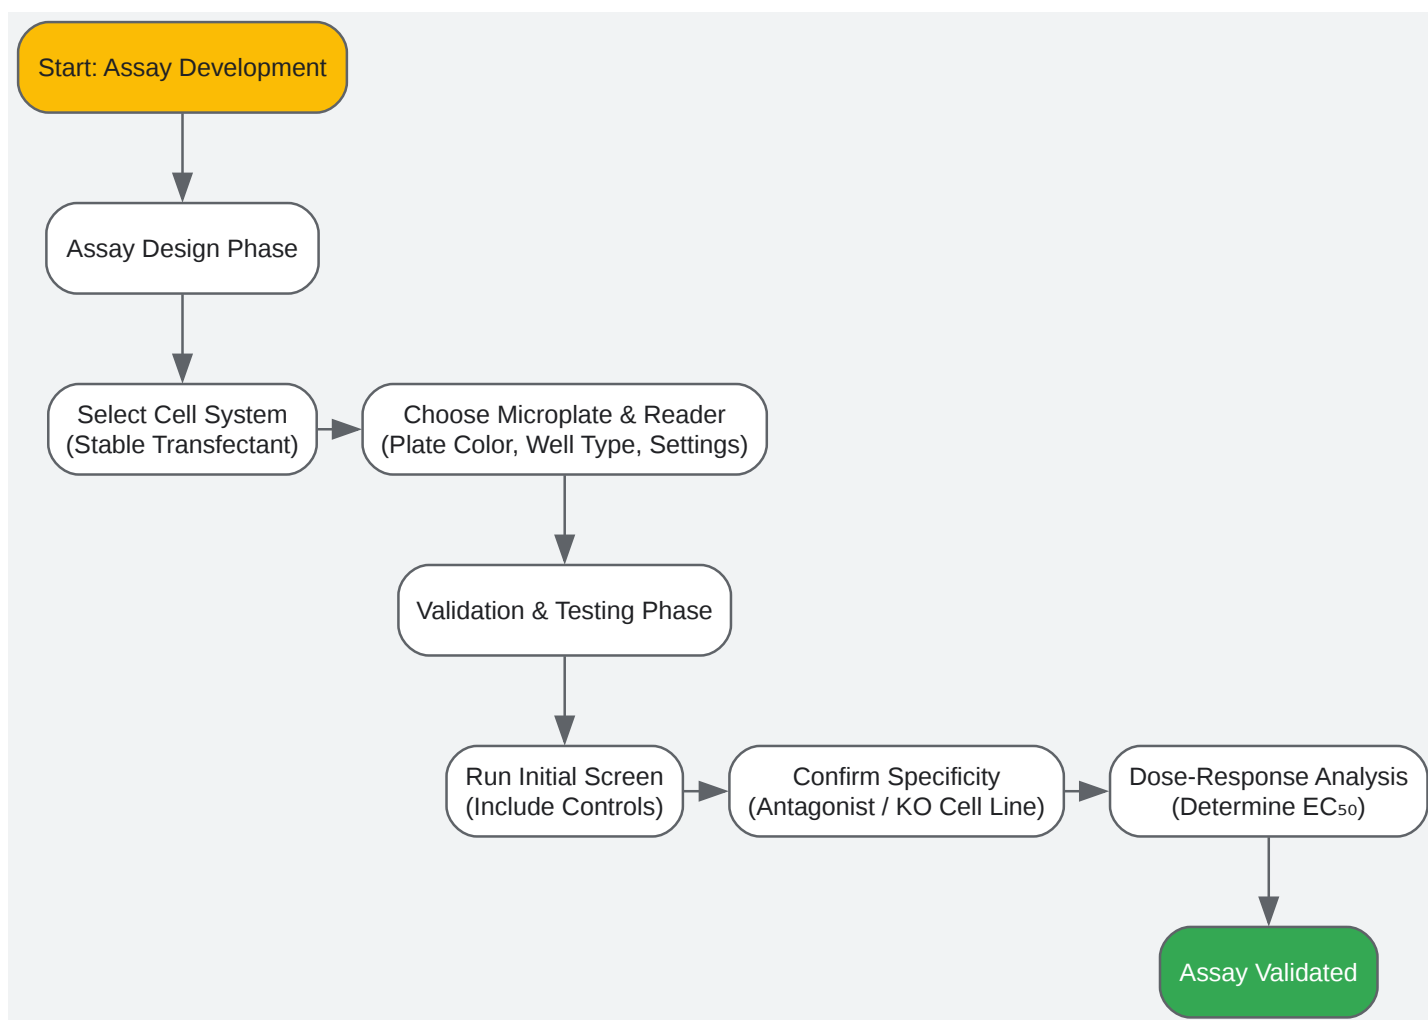 Start: Assay Development
Assay Design Phase
Select Cell System
(Stable Transfectant)
Choose Microplate & Reader
(Plate Color, Well Type, Settings)
Validation & Testing Phase
Run Initial Screen
(Include Controls)
Confirm Specificity
(Antagonist / KO Cell Line)
Dose-Response Analysis
(Determine EC₅₀)
Assay Validated